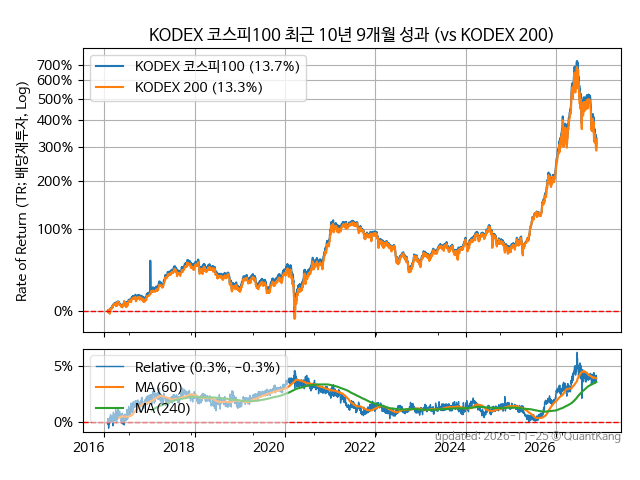 KODEX 코스피100 최근 10년 9개월 성과 (vs KODEX 200)
Rate of Return (TR; 배당재투자, Log)
700%
600%
500%
400%
300%
200%
100%
0%
KODEX 코스피100 (13.7%)
KODEX 200 (13.3%)
5%
0%
Relative (0.3%, −0.3%)
MA(60)
MA(240)
2016
2018
2020
2022
2024
2026
updated: 2026-11-25 © QuantKang